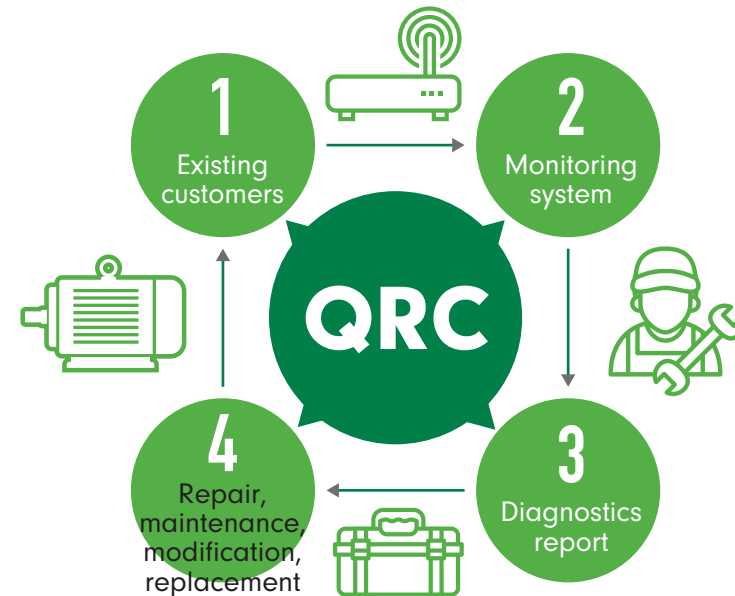 1
Existing
customers
2
Monitoring
system
QRC
3
Diagnostics
report
4
Repair,
maintenance,
modification,
replacement